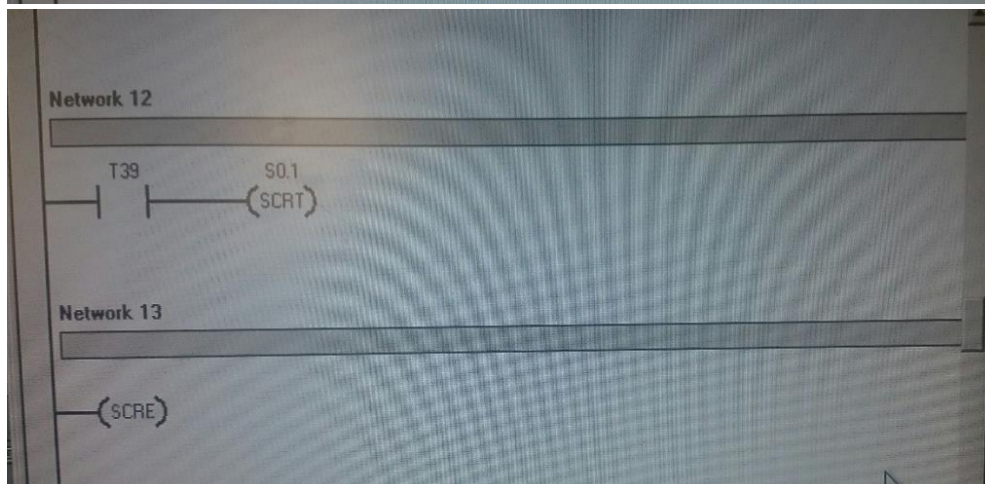 Network 12
T39 S0.1
SCRT
Network 13
SCRE